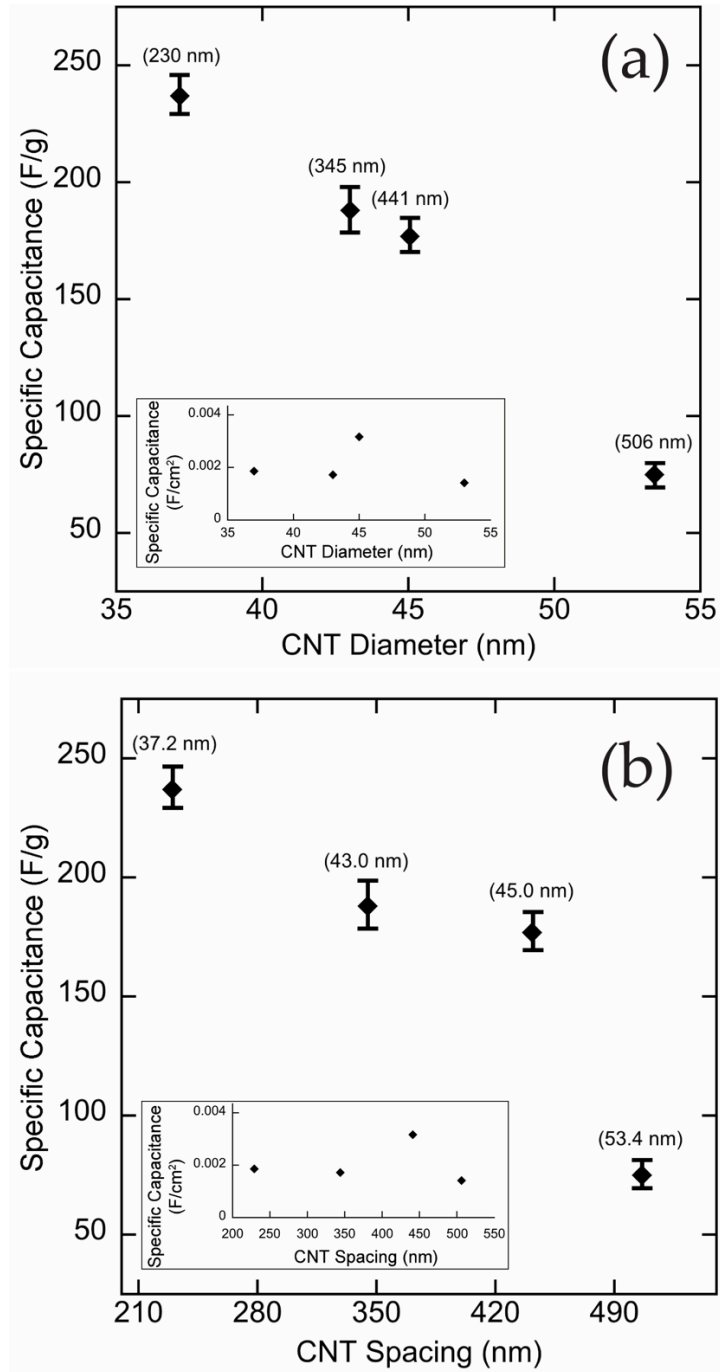 (a)
Specific Capacitance (F/g)
250
200
150
100
50
(230 nm)
(345 nm)
(441 nm)
(506 nm)
Specific Capacitance
(F/cm²)
0.004
0.002
0
35 40 45 50 55
CNT Diameter (nm)
35 40 45 50 55
CNT Diameter (nm)
(b)
Specific Capacitance (F/g)
250
200
150
100
50
(37.2 nm)
(43.0 nm)
(45.0 nm)
(53.4 nm)
Specific Capacitance
(F/cm²)
0.004
0.002
0
200 250 300 350 400 450 500 550
CNT Spacing (nm)
210 280 350 420 490
CNT Spacing (nm)